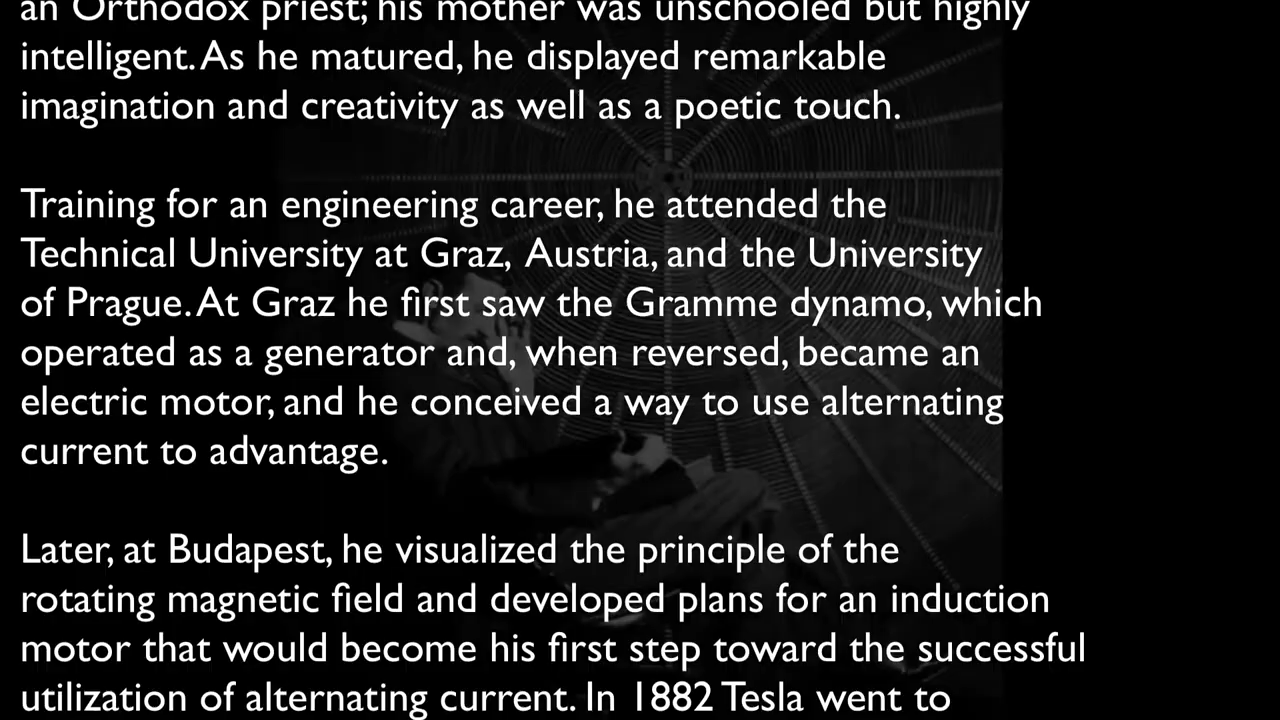 an Orthodox priest; his mother was unschooled but highly
intelligent. As he matured, he displayed remarkable
imagination and creativity as well as a poetic touch.
Training for an engineering career, he attended the
Technical University at Graz, Austria, and the University
of Prague. At Graz he first saw the Gramme dynamo, which
operated as a generator and, when reversed, became an
electric motor, and he conceived a way to use alternating
current to advantage.
Later, at Budapest, he visualized the principle of the
rotating magnetic field and developed plans for an induction
motor that would become his first step toward the successful
utilization of alternating current. In 1882 Tesla went to